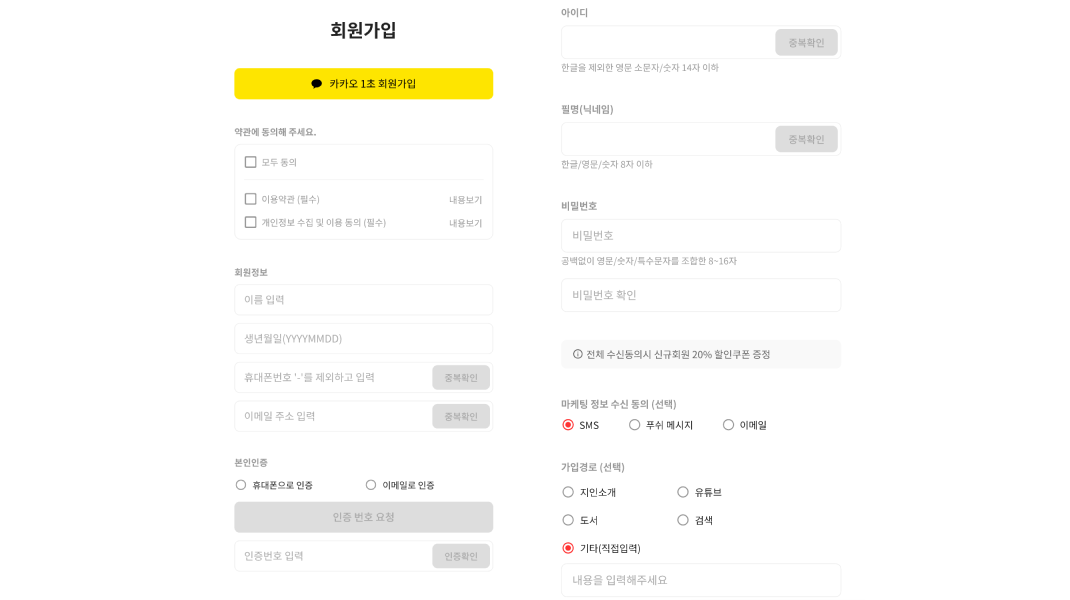 회원가입
카카오 1초 회원가입
약관에 동의해 주세요.
모두 동의
이용약관 (필수) 내용보기
개인정보 수집 및 이용 동의 (필수) 내용보기
회원정보
이름 입력
생년월일(YYYYMMDD)
휴대폰번호 '-'를 제외하고 입력 중복확인
이메일 주소 입력 중복확인
본인인증
휴대폰으로 인증 이메일로 인증
인증 번호 요청
인증번호 입력 인증확인
아이디
중복확인
한글을 제외한 영문 소문자/숫자 14자 이하
필명(닉네임)
중복확인
한글/영문/숫자 8자 이하
비밀번호
비밀번호
공백없이 영문/숫자/특수문자를 조합한 8~16자
비밀번호 확인
전체 수신동의시 신규회원 20% 할인쿠폰 증정
마케팅 정보 수신 동의 (선택)
SMS 푸쉬 메시지 이메일
가입경로 (선택)
지인소개 유튜브
도서 검색
기타(직접입력)
내용을 입력해주세요